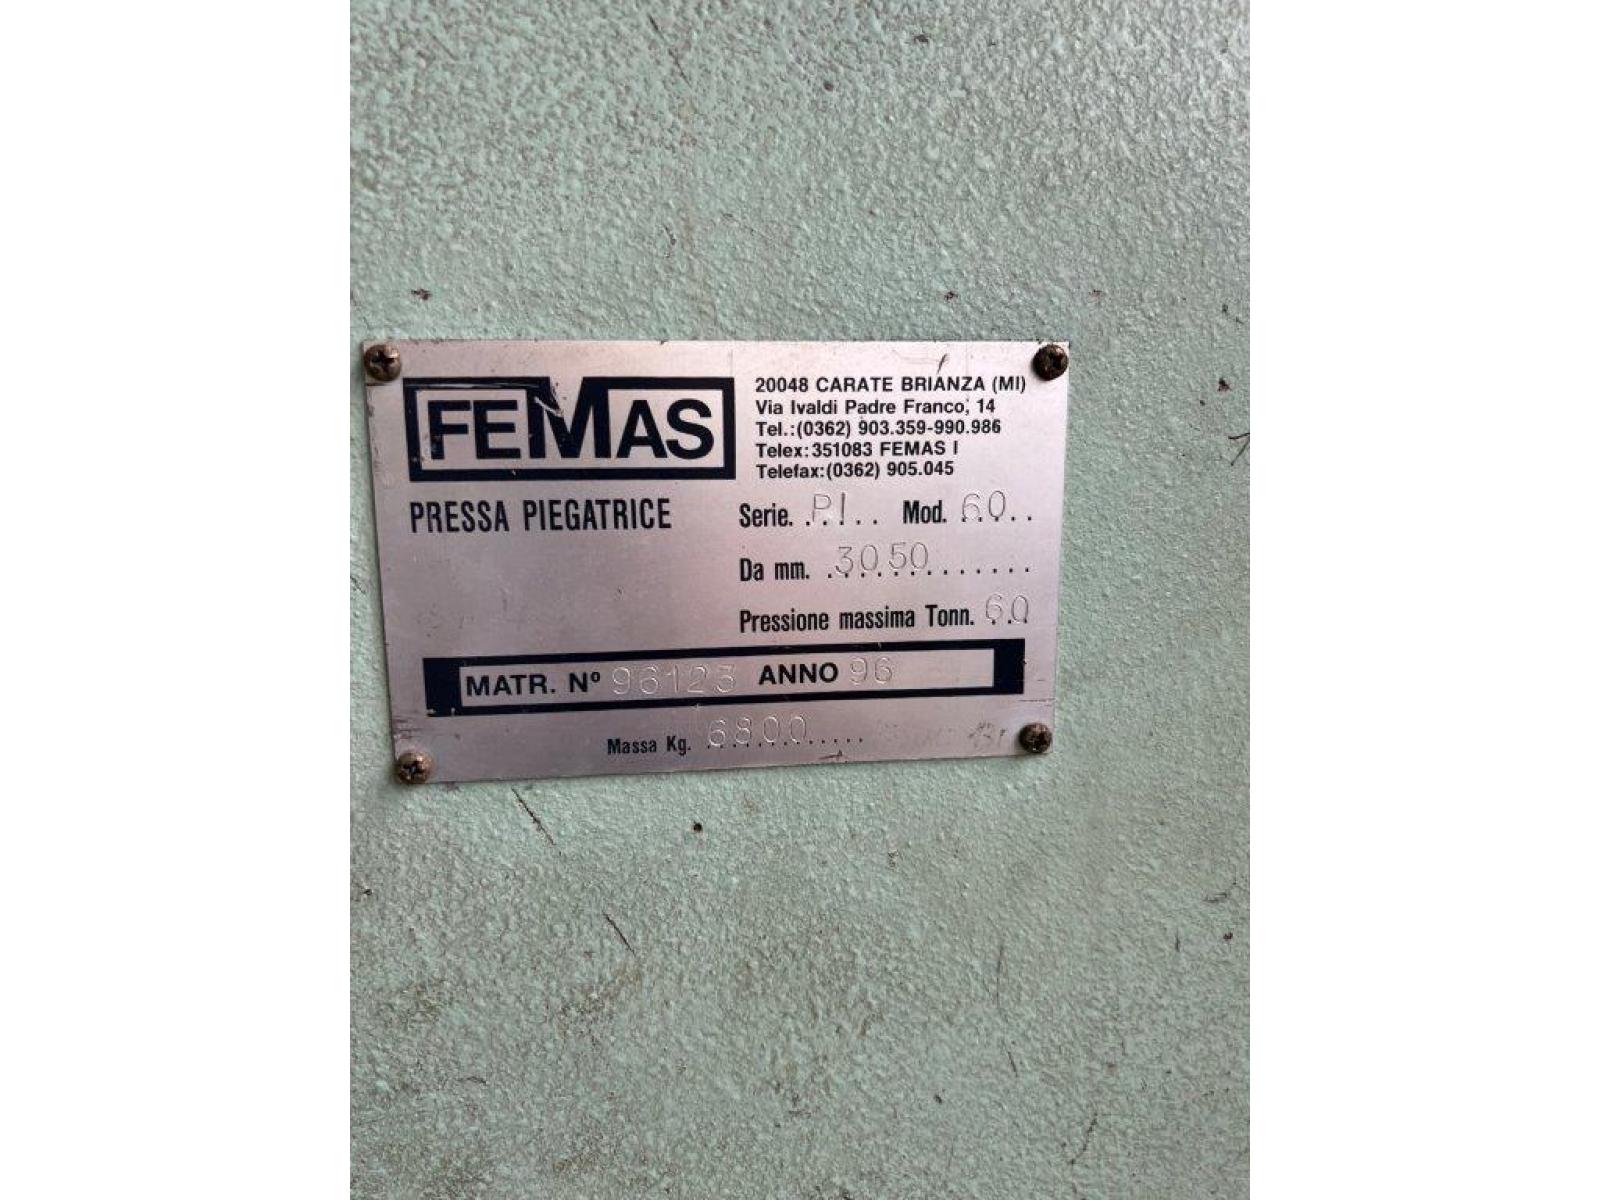 FEMAS
20048 CARATE BRIANZA (MI)
Via Ivaldi Padre Franco, 14
Tel.:(0362) 903.359-990.986
Telex:351083 FEMAS I
Telefax:(0362) 905.045
PRESSA PIEGATRICE
Serie. PI Mod. 60
Da mm. 3050
Pressione massima Tonn. 60
MATR. Nº 96123 ANNO 96
Massa Kg. 6800